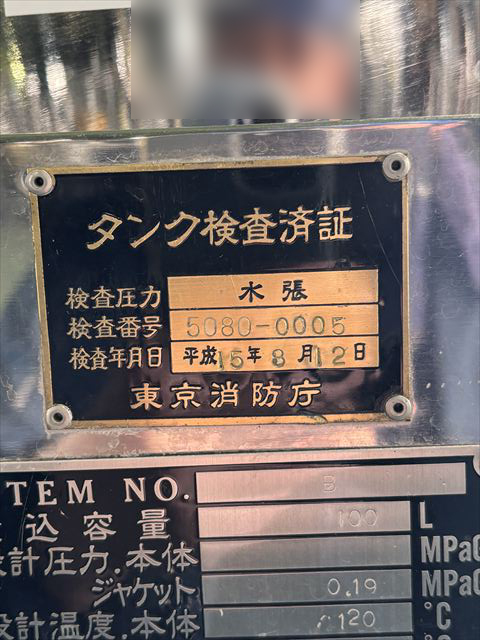 タンク検査済証
検査圧力 水張
検査番号 5080-0005
検査年月日 平成15年8月12日
東京消防庁
TEM NO. B
込容量 100 L
計圧力.本体 MPaG
ジャケット 0.19 MPaG
設計温度.本体 120 °C